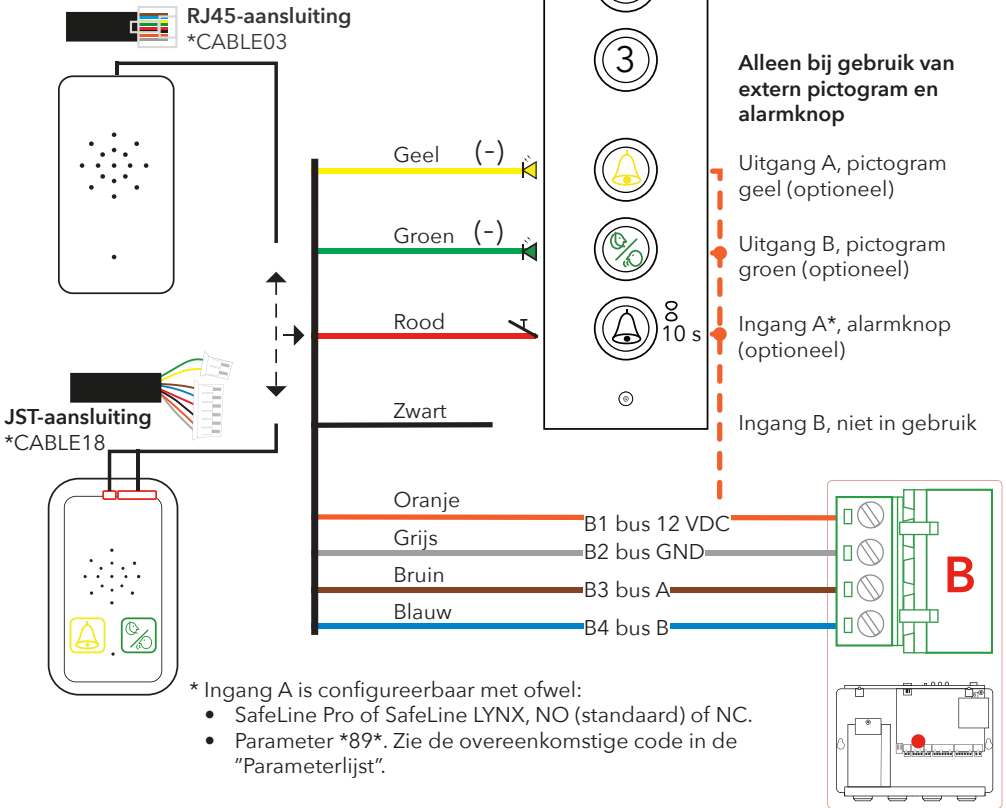 RJ45-aansluiting
*CABLE03
3
Alleen bij gebruik van
extern pictogram en
alarmknop
Geel (-)
Uitgang A, pictogram
geel (optioneel)
Groen (-)
Uitgang B, pictogram
groen (optioneel)
Rood
10 s
Ingang A*, alarmknop
(optioneel)
JST-aansluiting
*CABLE18
Zwart
Ingang B, niet in gebruik
Oranje
B1 bus 12 VDC
Grijs
B2 bus GND
Bruin
B3 bus A
Blauw
B4 bus B
B
* Ingang A is configureerbaar met ofwel:
• SafeLine Pro of SafeLine LYNX, NO (standaard) of NC.
• Parameter *89*. Zie de overeenkomstige code in de
"Parameterlijst".